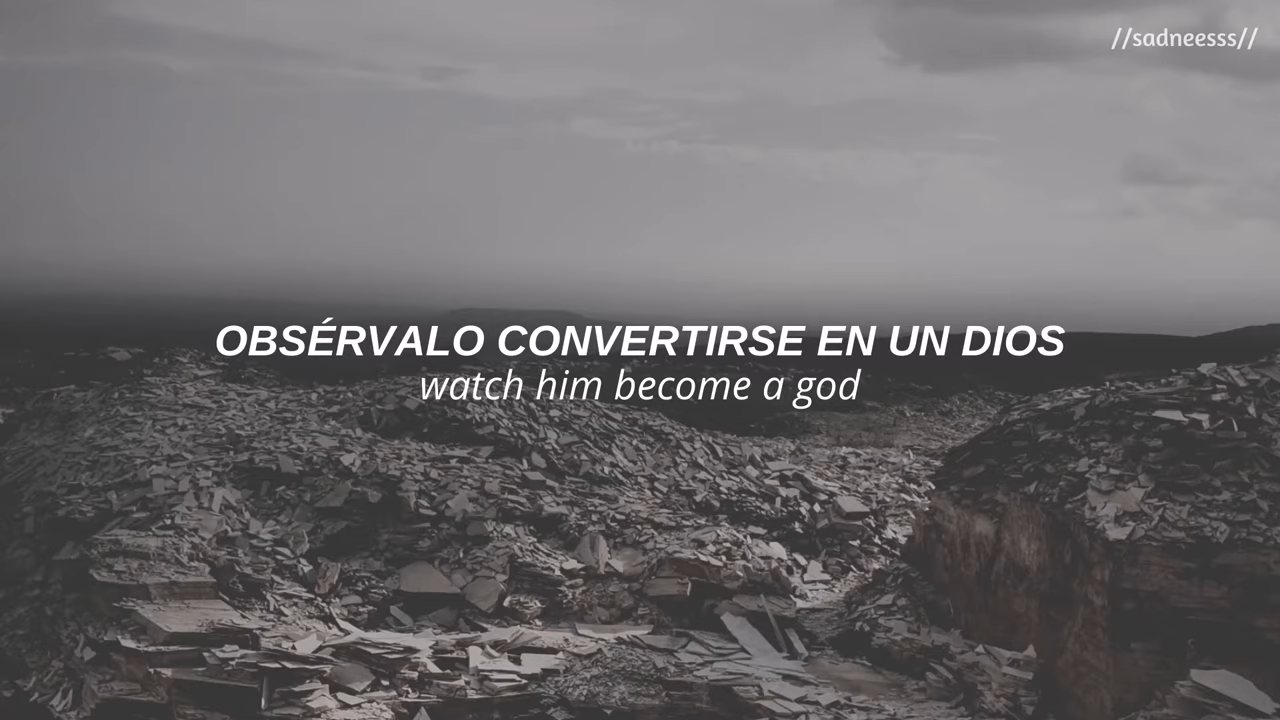 //sadneesss//
OBSÉRVALO CONVERTIRSE EN UN DIOS
watch him become a god